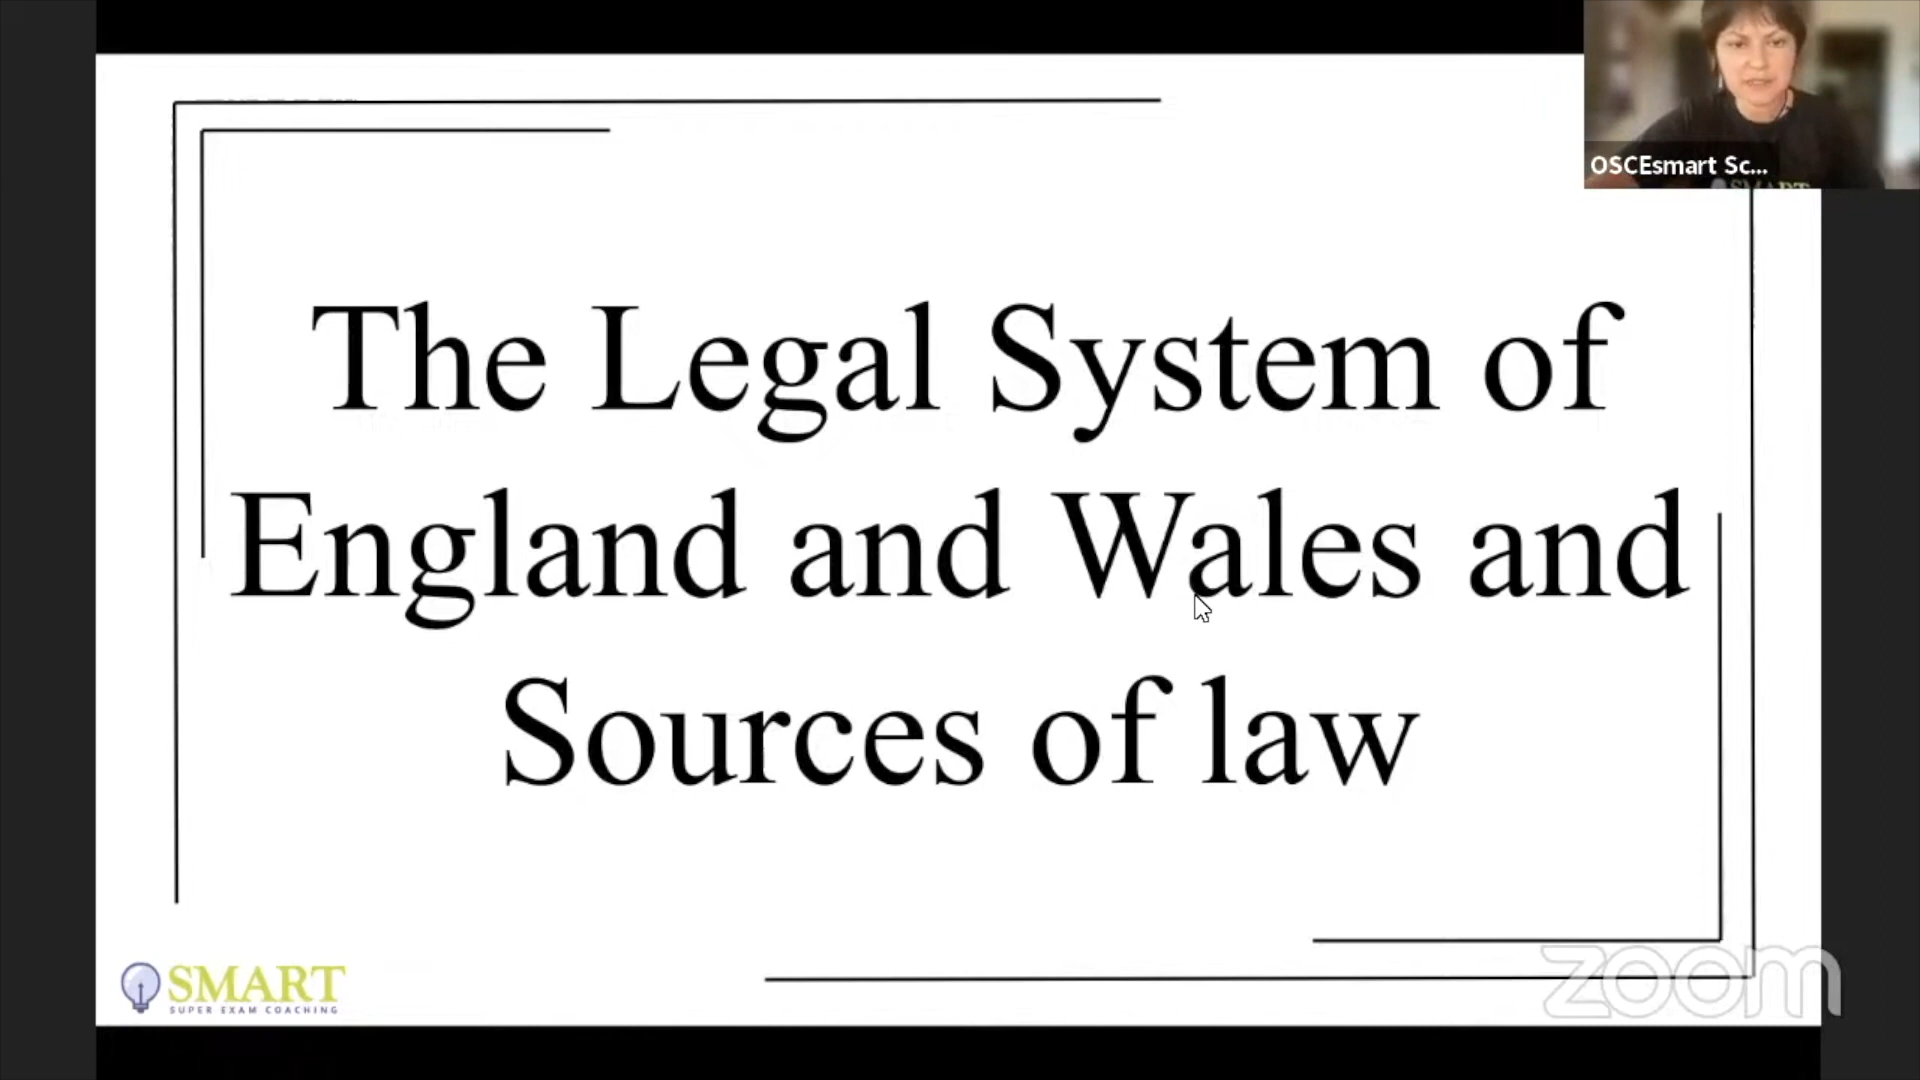 OSCEsmart Sc...
The Legal System of
England and Wales and
Sources of law
SMART
SUPER EXAM COACHING
zoom